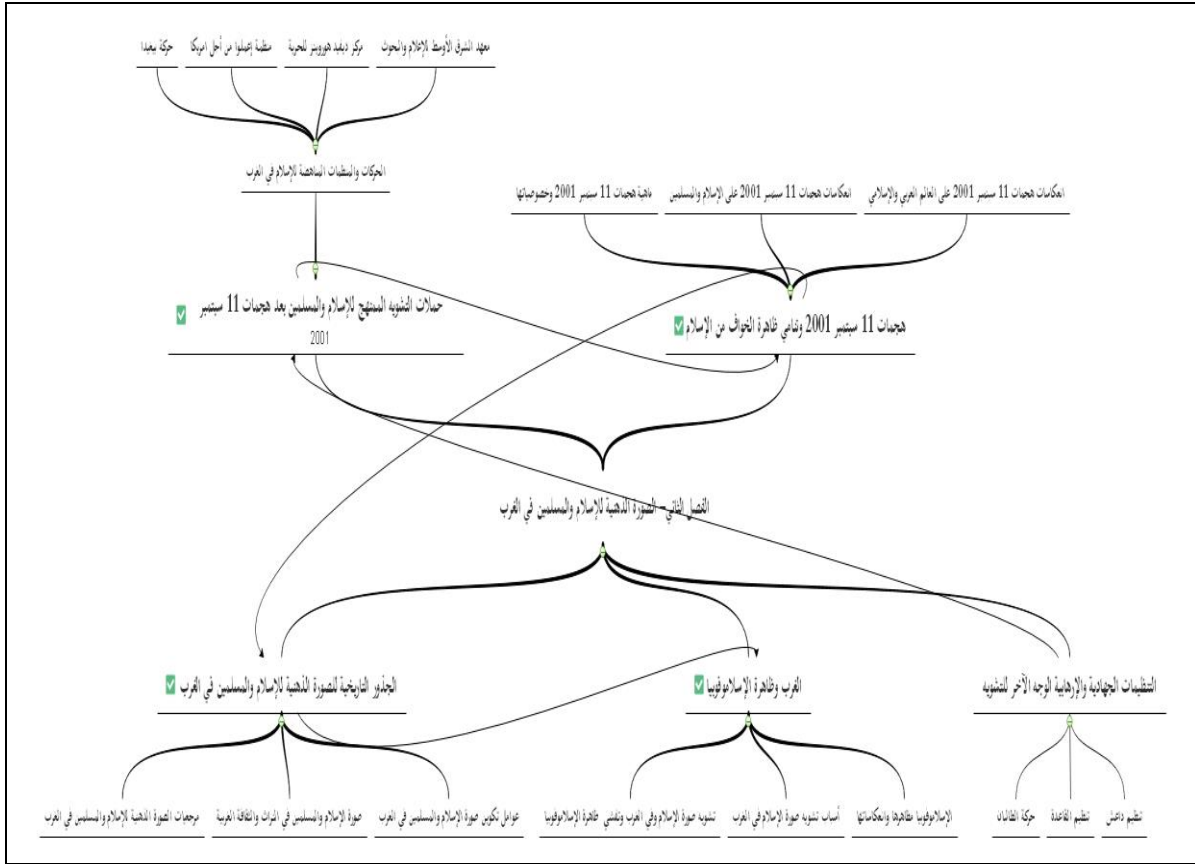 معهد الشرق الأوسط للإعلام والبحوث
مركز ديفيد هوروويتز للحرية
منظمة إعملوا من أجل امريكا
حركة بيغيدا
الحركات والمنظمات المناهضة للإسلام في الغرب
انعكاسات هجمات 11 سبتمبر 2001 على العالم العربي والإسلامي
انعكاسات هجمات 11 سبتمبر 2001 على الإسلام والمسلمين
ماهية هجمات 11 سبتمبر 2001 وخصوصياتها
هجمات 11 سبتمبر 2001 وتنامي ظاهرة الخواف من الإسلام
حملات التشويه الممنهج للإسلام والمسلمين بعد هجمات 11 سبتمبر
2001
الفصل الثاني– الصورة الذهنية للإسلام والمسلمين في الغرب
التنظيمات الجهادية والإرهابية الوجه الآخر للتشويه
الغرب وظاهرة الإسلاموفوبيا
الجذور التاريخية للصورة الذهنية للإسلام والمسلمين في الغرب
تنظيم داعش
تنظيم القاعدة
حركة الطالبان
الإسلاموفوبيا مظاهرها وانعكاساتها
أساب تشويه صورة الإسلام في الغرب
تشويه صورة الإسلام وفي الغرب وتفشي ظاهرة الإسلاموفوبيا
عوامل تكوين صورة الإسلام والمسلمين في الغرب
صورة الإسلام والمسلمين في التراث والثقافة الغربية
مرجعيات الصورة الذهنية للإسلام والمسلمين في الغرب